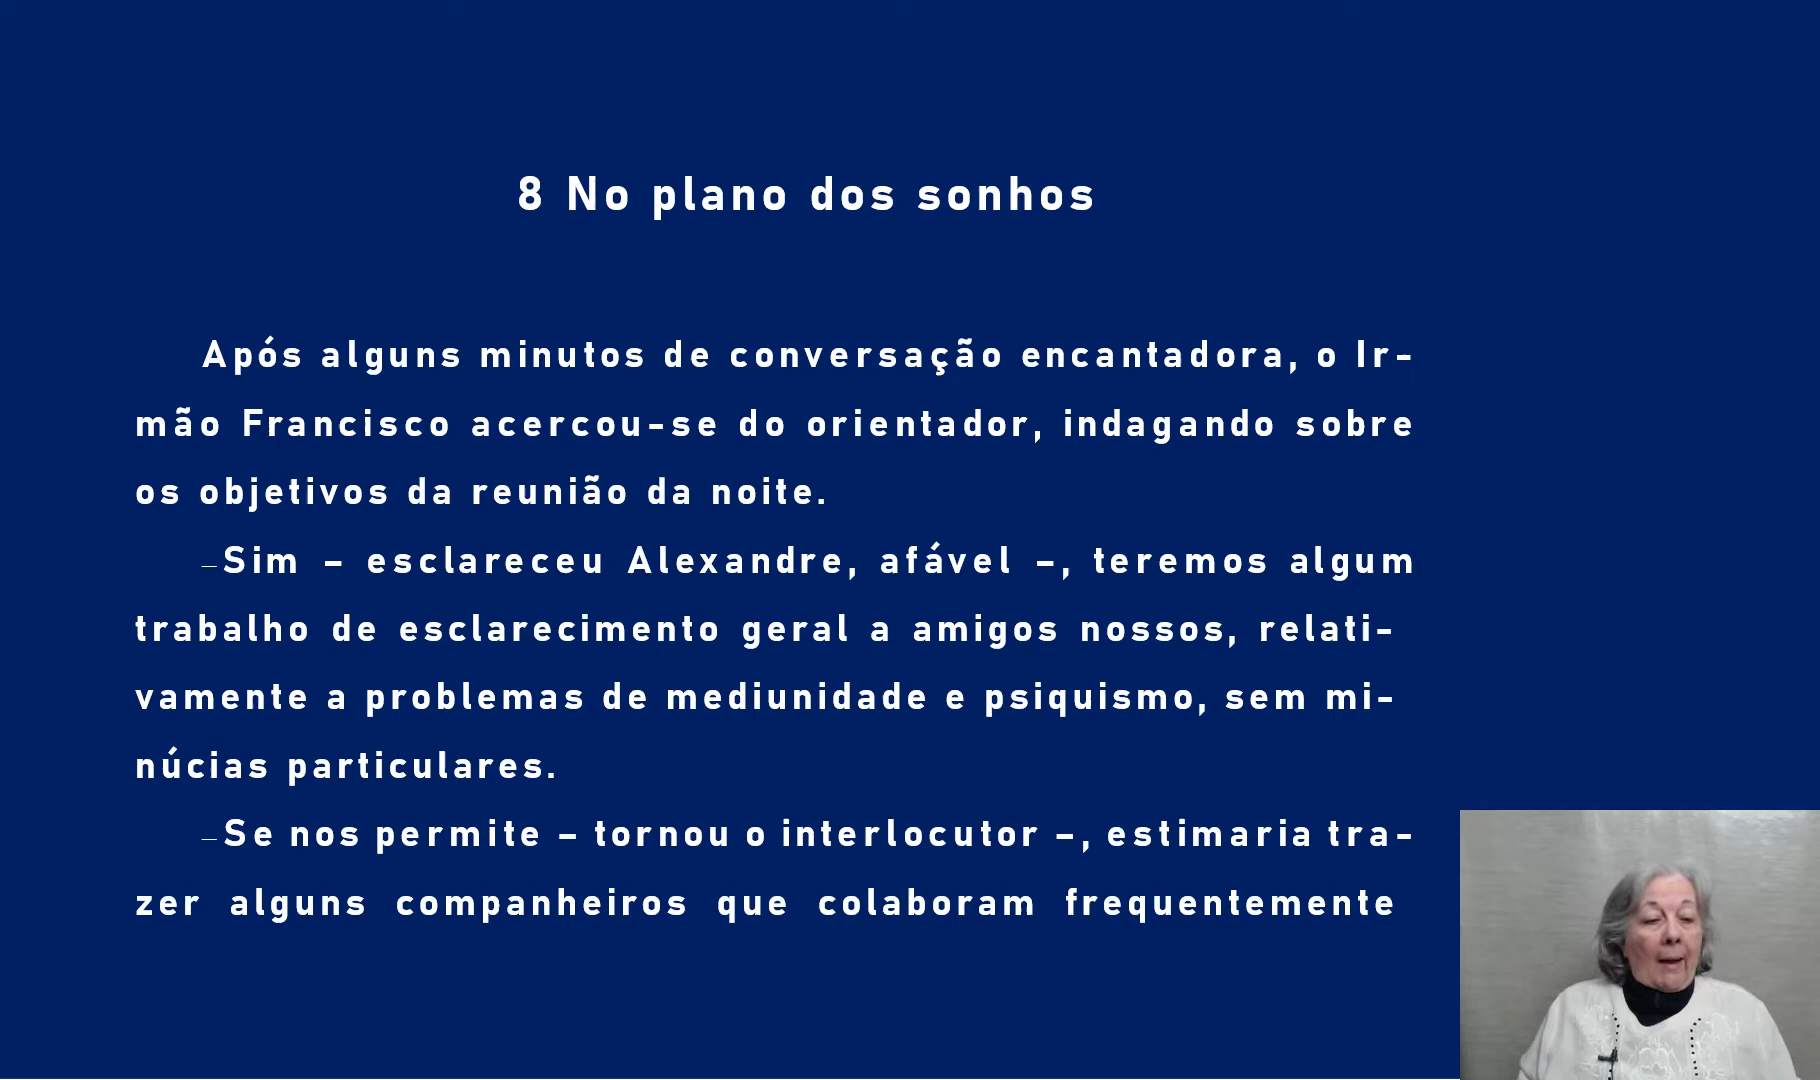 8 No plano dos sonhos
Após alguns minutos de conversação encantadora, o Ir-
mão Francisco acercou-se do orientador, indagando sobre
os objetivos da reunião da noite.
–Sim – esclareceu Alexandre, afável –, teremos algum
trabalho de esclarecimento geral a amigos nossos, relati-
vamente a problemas de mediunidade e psiquismo, sem mi-
núcias particulares.
–Se nos permite – tornou o interlocutor –, estimaria tra-
zer alguns companheiros que colaboram frequentemente